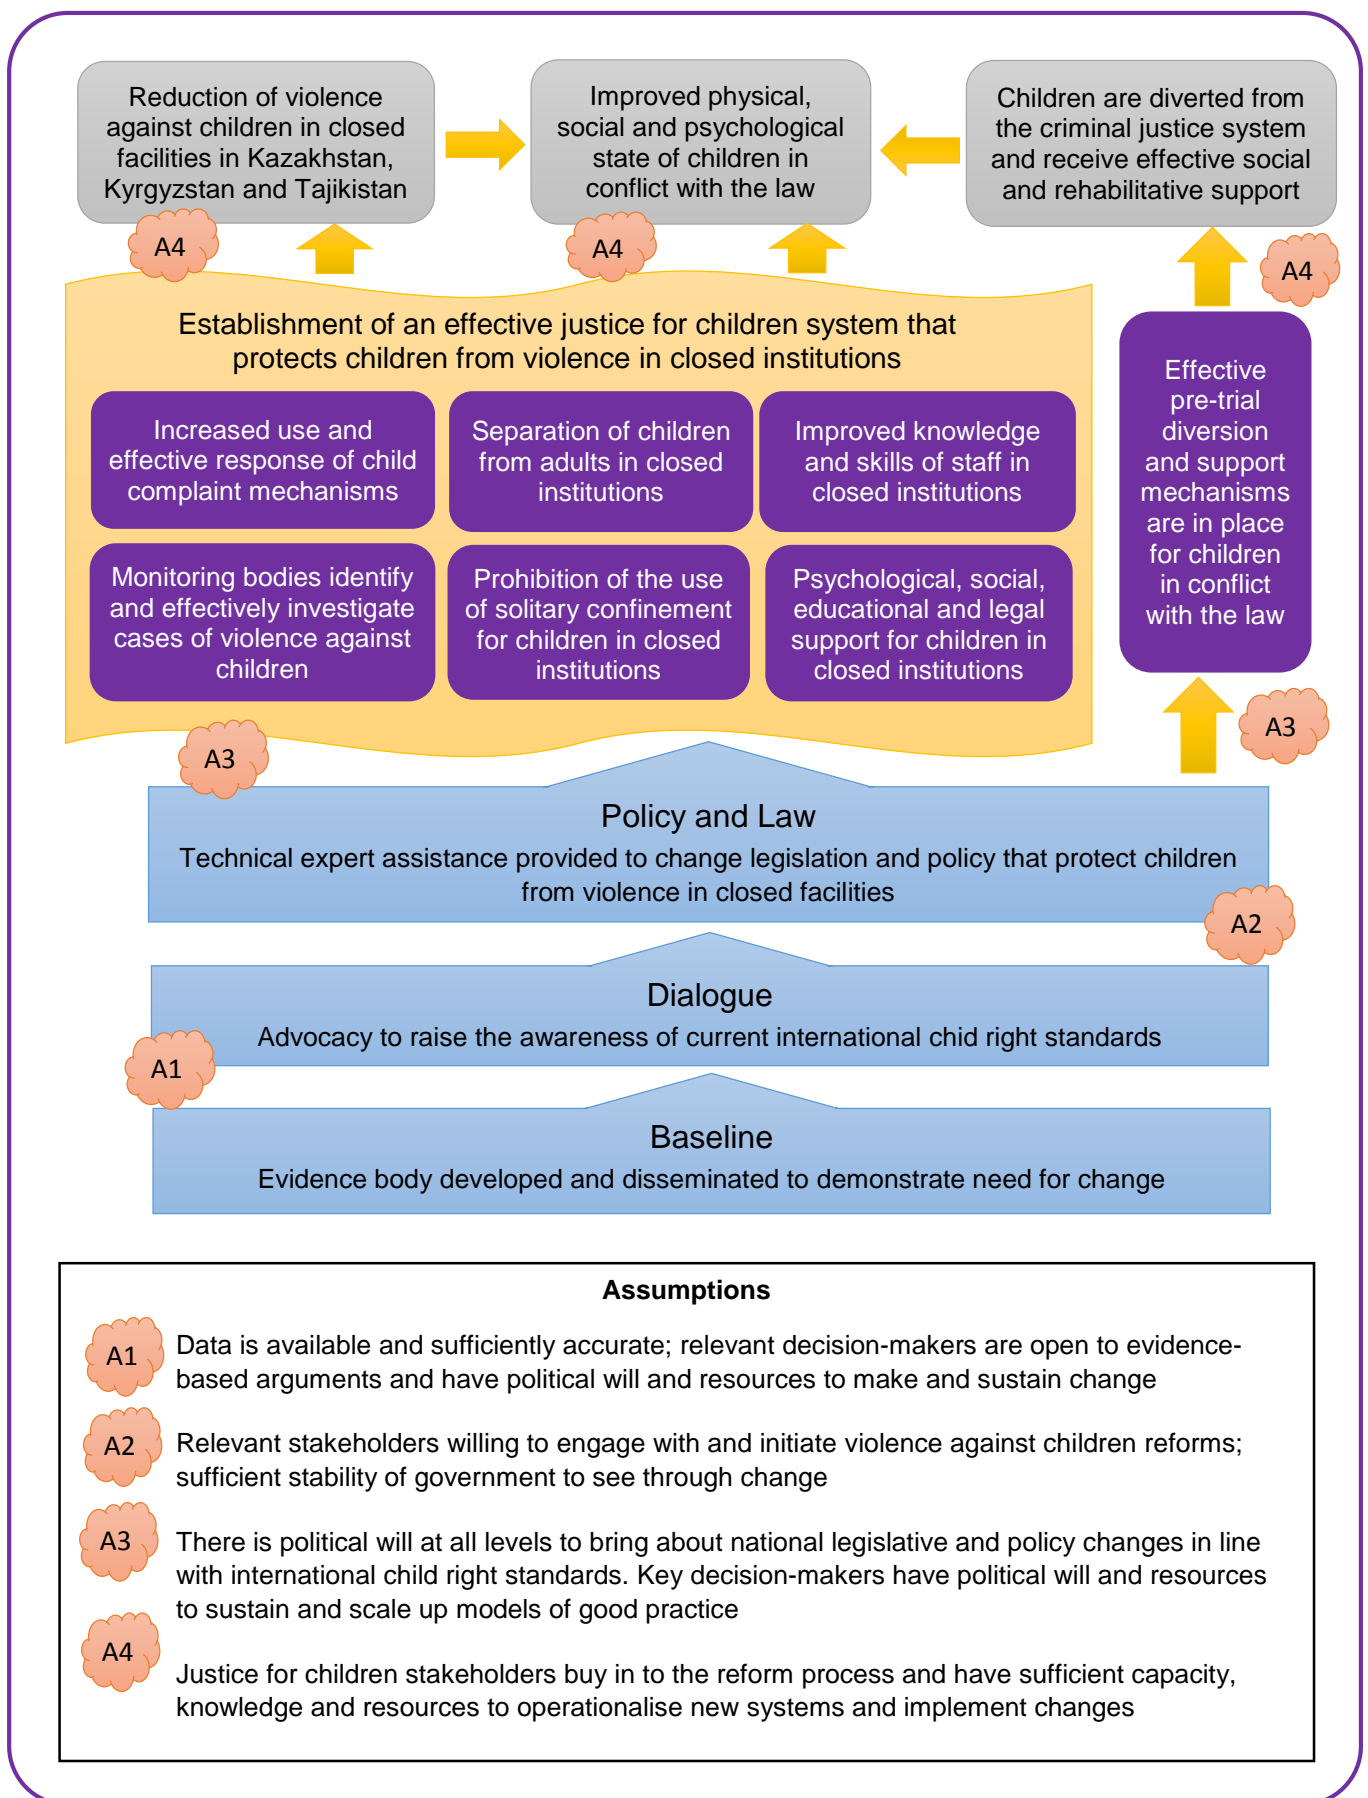 Reduction of violence
against children in closed
facilities in Kazakhstan,
Kyrgyzstan and Tajikistan
Improved physical,
social and psychological
state of children in
conflict with the law
Children are diverted from
the criminal justice system
and receive effective social
and rehabilitative support
A4
A4
A4
Establishment of an effective justice for children system that
protects children from violence in closed institutions
Increased use and
effective response of child
complaint mechanisms
Separation of children
from adults in closed
institutions
Improved knowledge
and skills of staff in
closed institutions
Monitoring bodies identify
and effectively investigate
cases of violence against
children
Prohibition of the use
of solitary confinement
for children in closed
institutions
Psychological, social,
educational and legal
support for children in
closed institutions
Effective
pre-trial
diversion
and support
mechanisms
are in place
for children
in conflict
with the law
A3
A3
Policy and Law
Technical expert assistance provided to change legislation and policy that protect children
from violence in closed facilities
A2
Dialogue
Advocacy to raise the awareness of current international chid right standards
A1
Baseline
Evidence body developed and disseminated to demonstrate need for change
Assumptions
A1
Data is available and sufficiently accurate; relevant decision-makers are open to evidence-
based arguments and have political will and resources to make and sustain change
A2
Relevant stakeholders willing to engage with and initiate violence against children reforms;
sufficient stability of government to see through change
A3
There is political will at all levels to bring about national legislative and policy changes in line
with international child right standards. Key decision-makers have political will and resources
to sustain and scale up models of good practice
A4
Justice for children stakeholders buy in to the reform process and have sufficient capacity,
knowledge and resources to operationalise new systems and implement changes